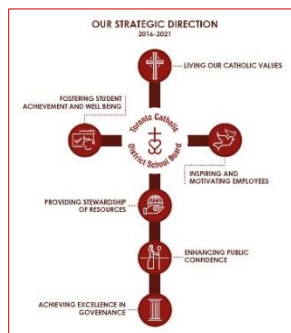 OUR STRATEGIC DIRECTION
2016-2021
LIVING OUR CATHOLIC VALUES
FOSTERING STUDENT
ACHIEVEMENT AND WELL BEING
Toronto Catholic
District School Board
INSPIRING AND
MOTIVATING EMPLOYEES
PROVIDING STEWARDSHIP
OF RESOURCES
ENHANCING PUBLIC
CONFIDENCE
ACHIEVING EXCELLENCE IN
GOVERNANCE